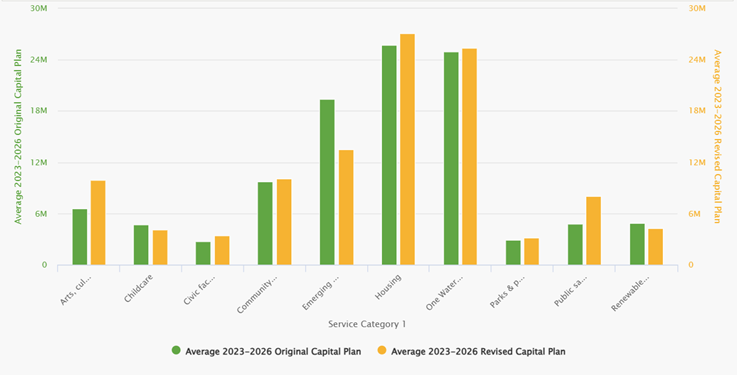 30M 30M
24M 24M
18M 18M
12M 12M
6M 6M
0 0
Average 2023-2026 Original Capital Plan
Average 2023-2026 Revised Capital Plan
Arts, cul...
Childcare
Civic fac...
Community...
Emerging ...
Housing
One Water...
Parks & p...
Public sa...
Renewable...
Service Category 1
Average 2023-2026 Original Capital Plan Average 2023-2026 Revised Capital Plan